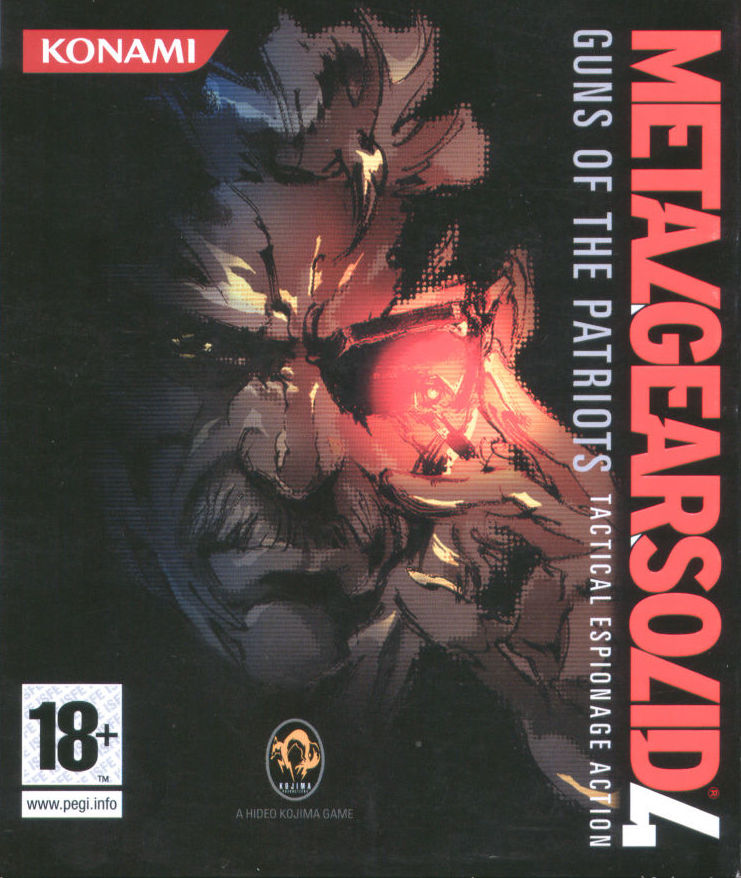 KONAMI
METAL GEAR SOLID 4
®
GUNS OF THE PATRIOTS TACTICAL ESPIONAGE ACTION
18+
TM
www.pegi.info
KOJIMA
PRODUCTIONS
A HIDEO KOJIMA GAME